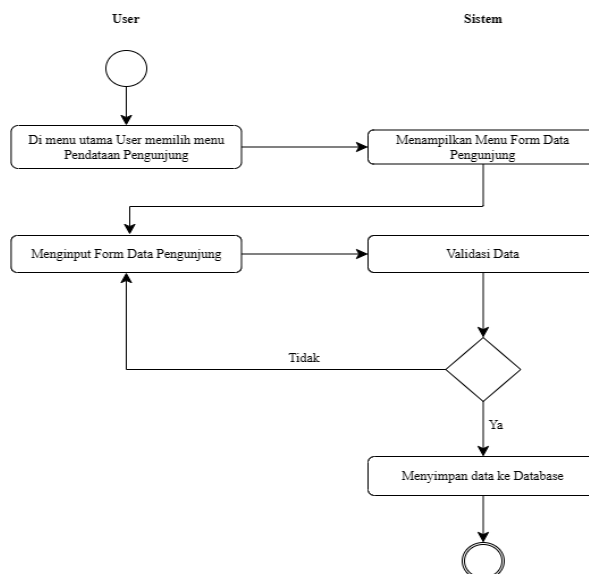 User
Sistem
Di menu utama User memilih menu
Pendataan Pengunjung
Menampilkan Menu Form Data
Pengunjung
Menginput Form Data Pengunjung
Validasi Data
Tidak
Ya
Menyimpan data ke Database